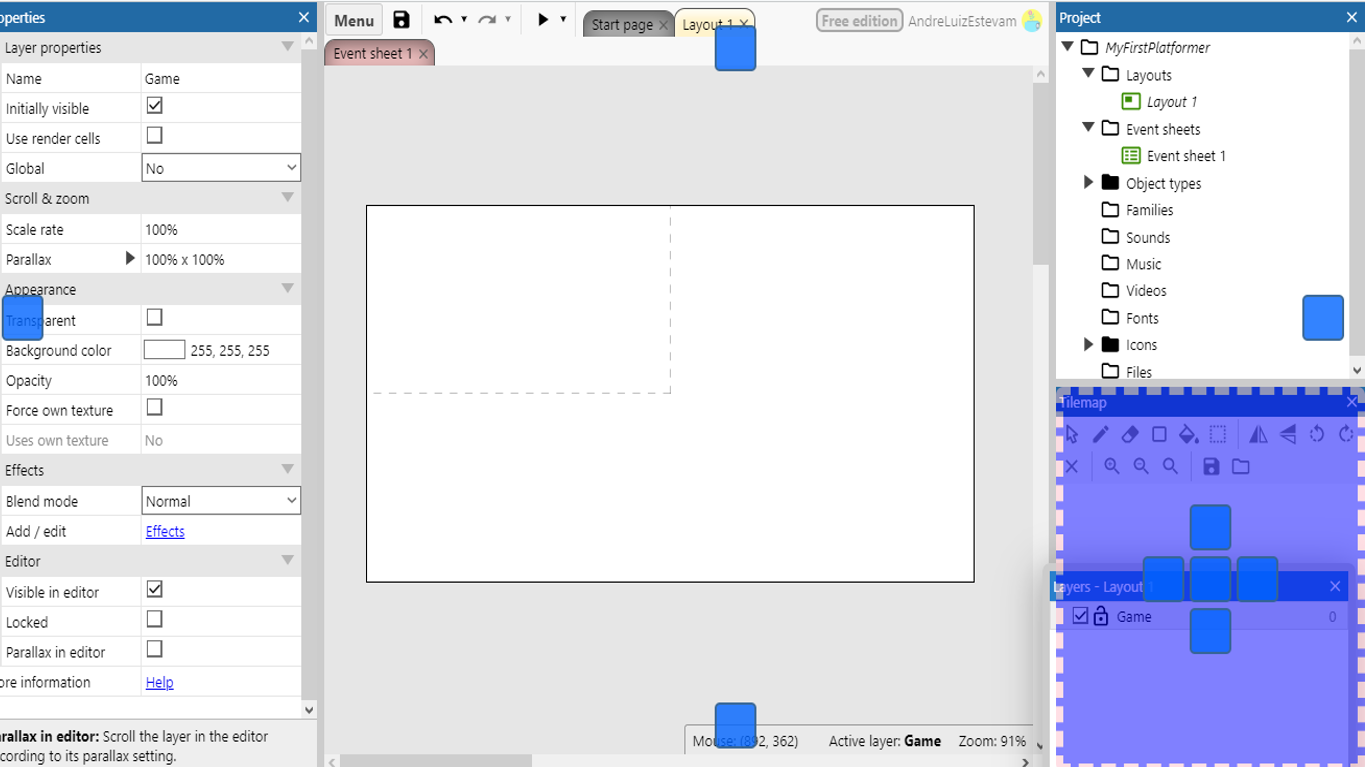 operties
Layer properties
Name Game
Initially visible
Use render cells
Global No
Scroll & zoom
Scale rate 100%
Parallax 100% x 100%
Appearance
Transparent
Background color 255, 255, 255
Opacity 100%
Force own texture
Uses own texture No
Effects
Blend mode Normal
Add / edit Effects
Editor
Visible in editor
Locked
Parallax in editor
ore information Help
arallax in editor: Scroll the layer in the editor
cording to its parallax setting.
Menu
Start page
Layout 1
Free edition
AndreLuizEstevam
Event sheet 1
Mouse: (892, 362) Active layer: Game Zoom: 91%
Project
MyFirstPlatformer
Layouts
Layout 1
Event sheets
Event sheet 1
Object types
Families
Sounds
Music
Videos
Fonts
Icons
Files
Tilemap
Layers - Layout 1
Game 0